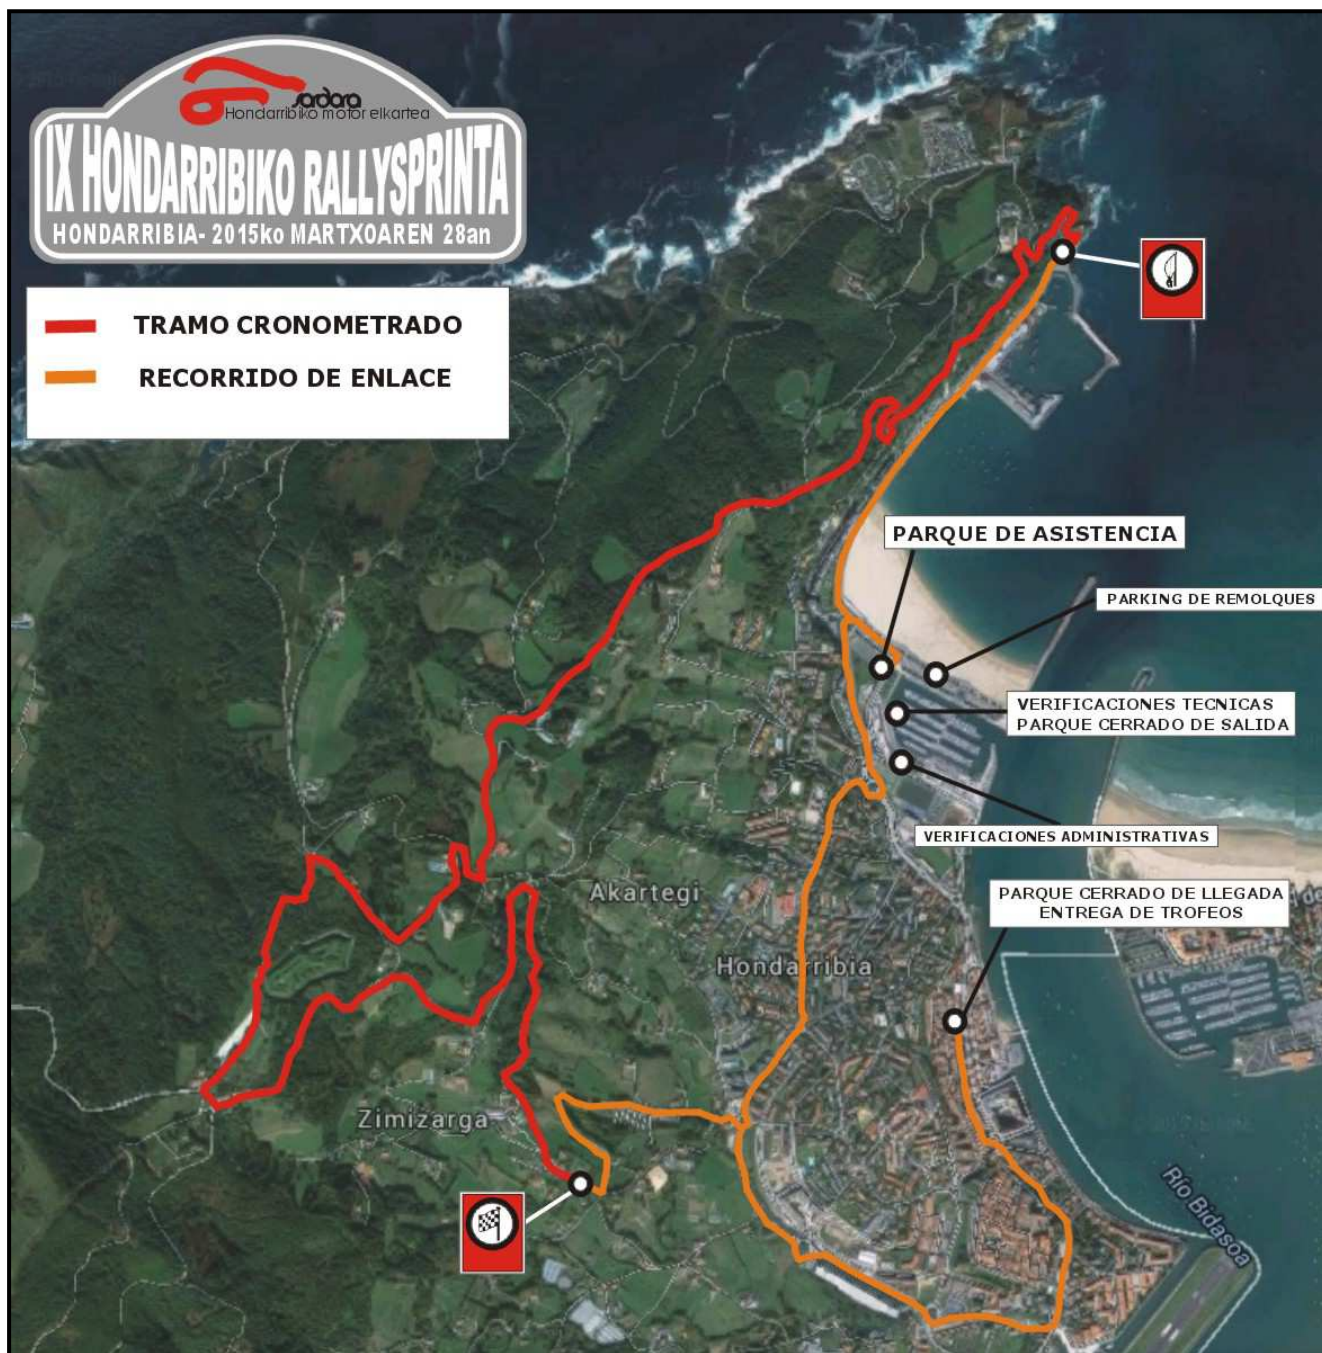 sardara
Hondarribiko motor elkartea
IX HONDARRIBIKO RALLYSPRINTA
HONDARRIBIA- 2015ko MARTXOAREN 28an
TRAMO CRONOMETRADO
RECORRIDO DE ENLACE
PARQUE DE ASISTENCIA
PARKING DE REMOLQUES
VERIFICACIONES TECNICAS
PARQUE CERRADO DE SALIDA
VERIFICACIONES ADMINISTRATIVAS
PARQUE CERRADO DE LLEGADA
ENTREGA DE TROFEOS
Akartegi
Hondarribia
Zimizarga
Río Bidasoa